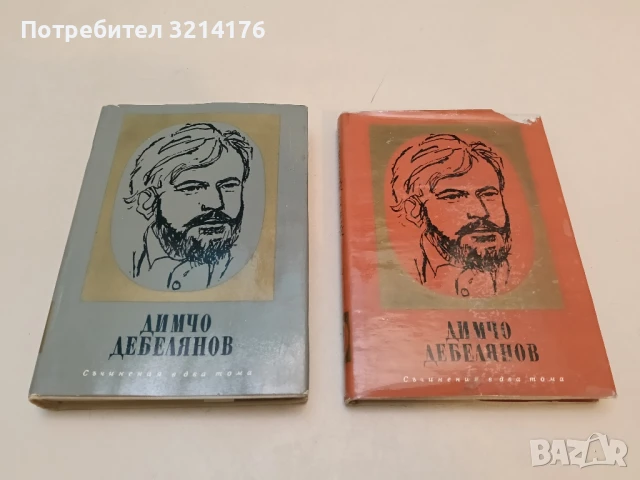 Потребител 3214176
ДИМЧО
ДЕБЕЛЯНОВ
Съчинения в два тома
ДИМЧО
ДЕБЕЛЯНОВ
Съчинения в два тома
BAZAR